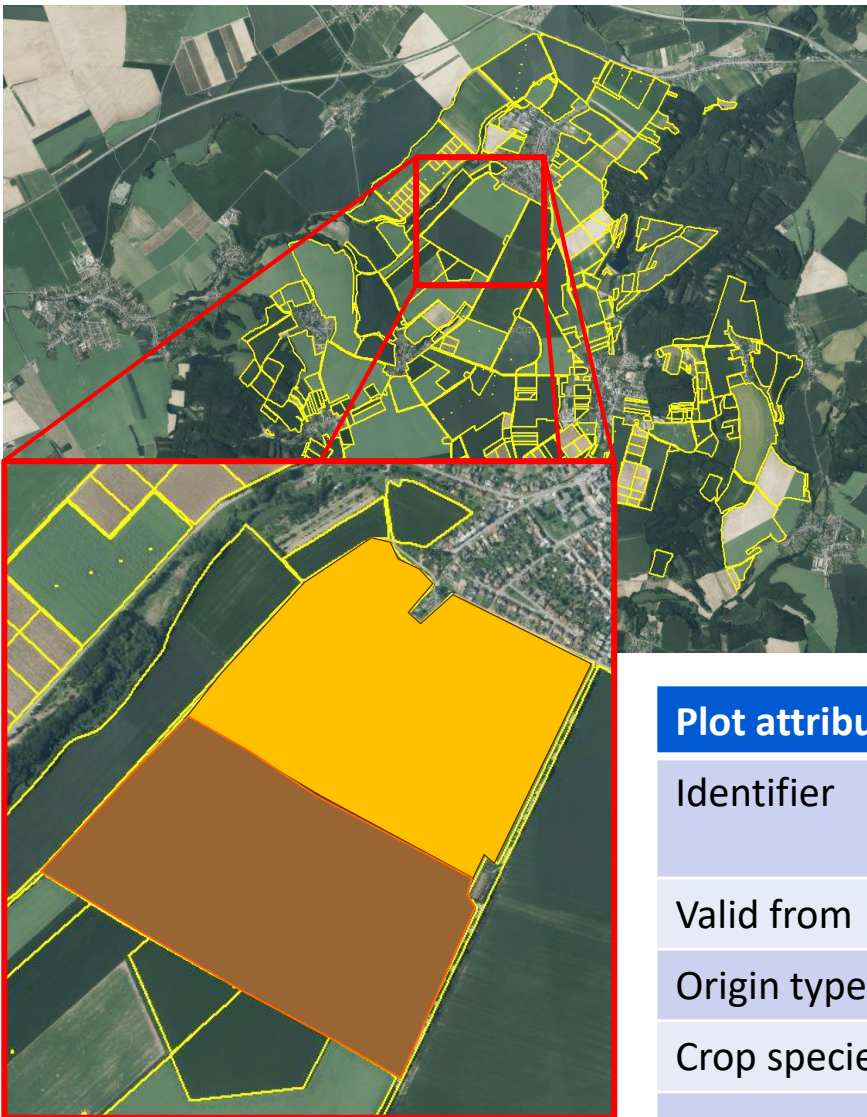 Plot attribu
Identifier
Valid from
Origin type
Crop specie